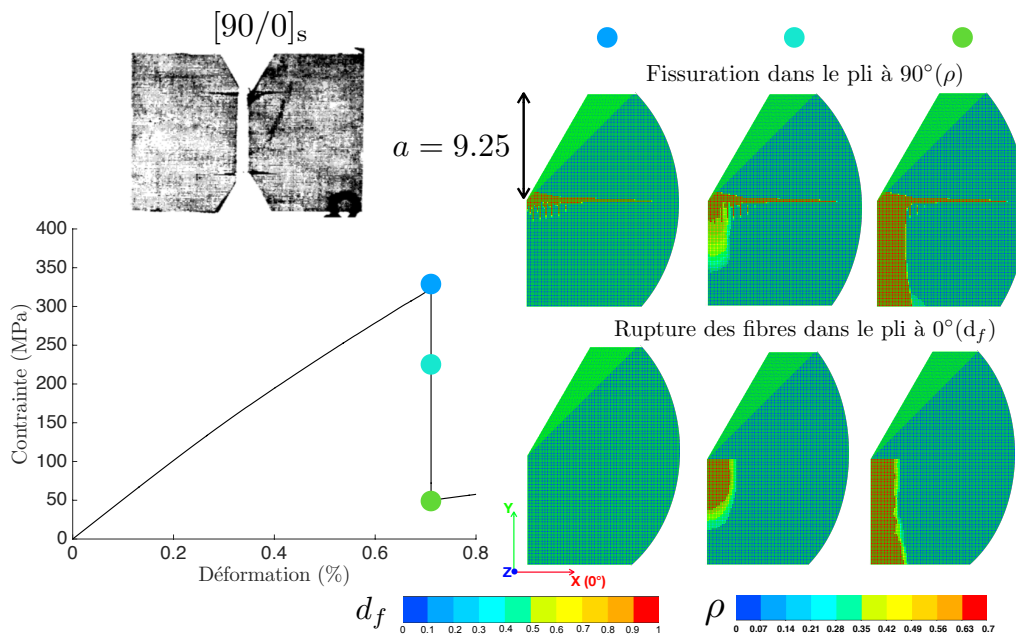 [90/0]s
Fissuration dans le pli à 90°(ρ)
a = 9.25
Rupture des fibres dans le pli à 0°(df)
400
350
300
250
200
150
100
50
0
Contrainte (MPa)
0 0.2 0.4 0.6 0.8
Déformation (%)
Y
Z
X (0°)
df
0 0.1 0.2 0.3 0.4 0.5 0.6 0.7 0.8 0.9 1
ρ
0 0.07 0.14 0.21 0.28 0.35 0.42 0.49 0.56 0.63 0.7